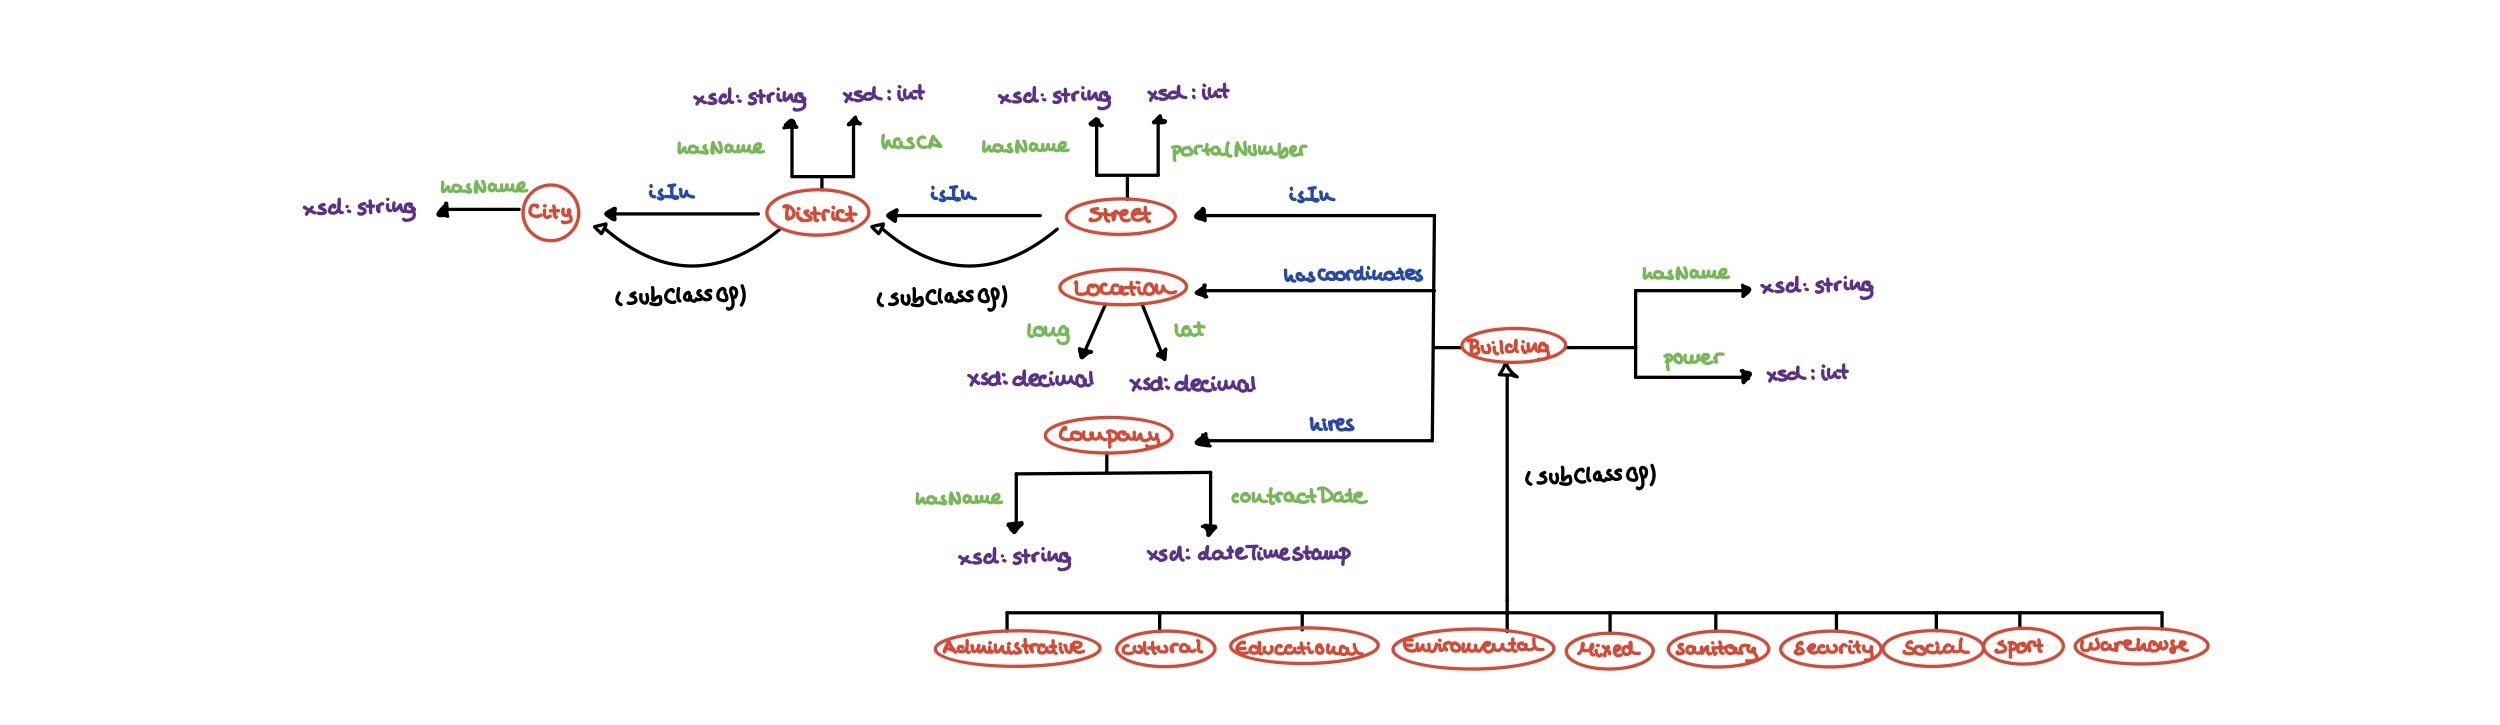 xsd: string
xsd: int
xsd: string
xsd: int
hasName
hasCA
hasName
portalNumber
xsd: string
hasName
City
isIn
District
isIn
Street
isIn
(subClassOf)
(subClassOf)
Location
hasCoordinates
hasName
xsd: string
long
lat
Building
power
xsd: int
xsd: decimal
xsd: decimal
Company
hires
(subClassOf)
hasName
contractDate
xsd: string
xsd: dateTimestamp
Administrative
Cultural
Educational
Enviromental
Mixed
Sanitary
Security
Social
Sport
Warehouse